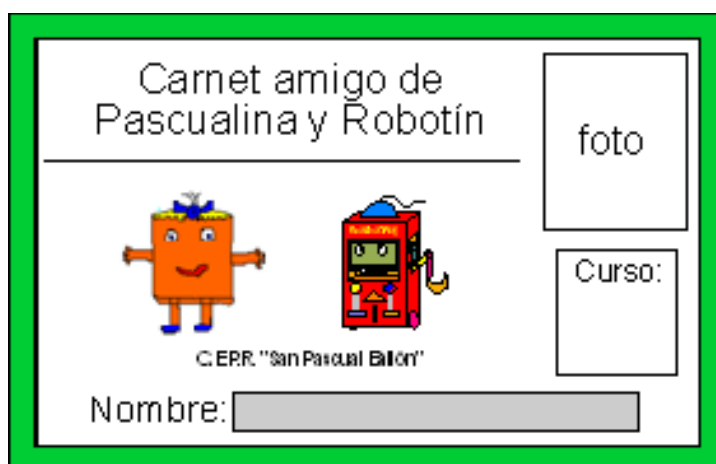 Carnet amigo de
Pascualina y Robotín
foto
Curso:
C.E.P.R. "San Pascual Bailón"
Nombre: